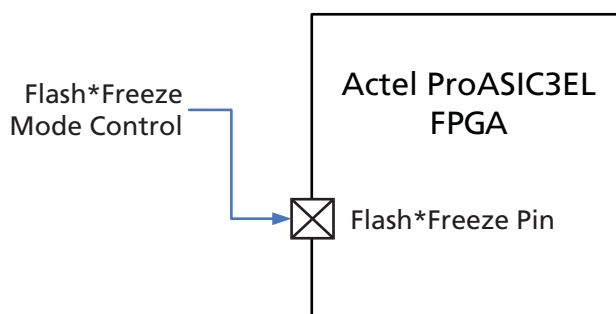 Actel ProASIC3EL
FPGA
Flash*Freeze
Mode Control
Flash*Freeze Pin